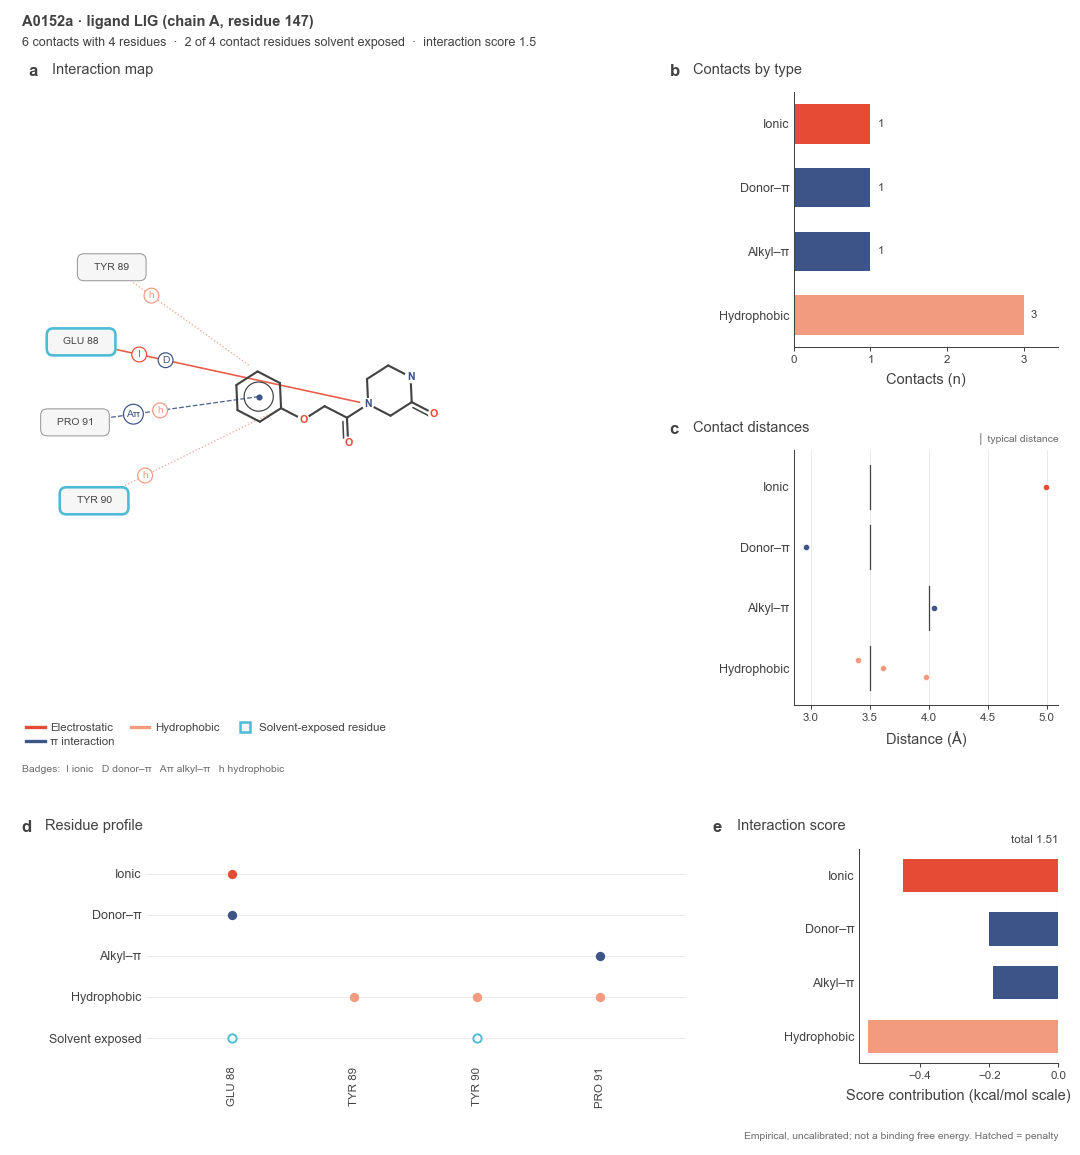 A0152a · ligand LIG (chain A, residue 147)
6 contacts with 4 residues · 2 of 4 contact residues solvent exposed · interaction score 1.5
a Interaction map
TYR 89
h
GLU 88
I
D
PRO 91
Aπ
h
TYR 90
h
N
N
O
O
O
Electrostatic
Hydrophobic
Solvent-exposed residue
π interaction
Badges: I ionic D donor–π Aπ alkyl–π h hydrophobic
b Contacts by type
Ionic
1
Donor–π
1
Alkyl–π
1
Hydrophobic
3
0 1 2 3
Contacts (n)
c Contact distances
typical distance
Ionic
Donor–π
Alkyl–π
Hydrophobic
3.0 3.5 4.0 4.5 5.0
Distance (Å)
d Residue profile
Ionic
Donor–π
Alkyl–π
Hydrophobic
Solvent exposed
GLU 88
TYR 89
TYR 90
PRO 91
e Interaction score
total 1.51
Ionic
Donor–π
Alkyl–π
Hydrophobic
−0.4 −0.2 0.0
Score contribution (kcal/mol scale)
Empirical, uncalibrated; not a binding free energy. Hatched = penalty